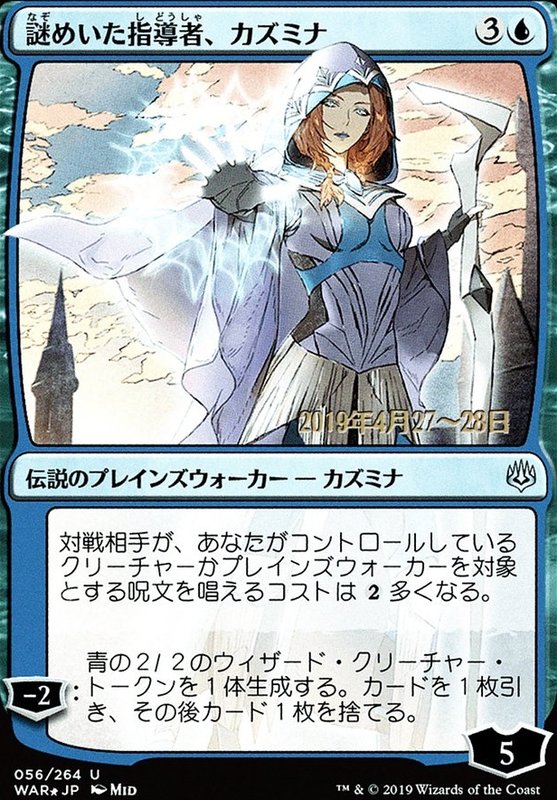 謎めいた指導者、カズミナ
なぞ しどうしゃ
3
2019年4月27〜28日
伝説のプレインズウォーカー — カズミナ
対戦相手が、あなたがコントロールしている
クリーチャーかプレインズウォーカーを対象
とする呪文を唱えるコストは 2 多くなる。
青の2/2のウィザード・クリーチャー・
-2 : トークンを1体生成する。カードを1枚引
き、その後カード1枚を捨てる。
5
056/264 U
WAR★JP MID
™ & © 2019 Wizards of the Coast